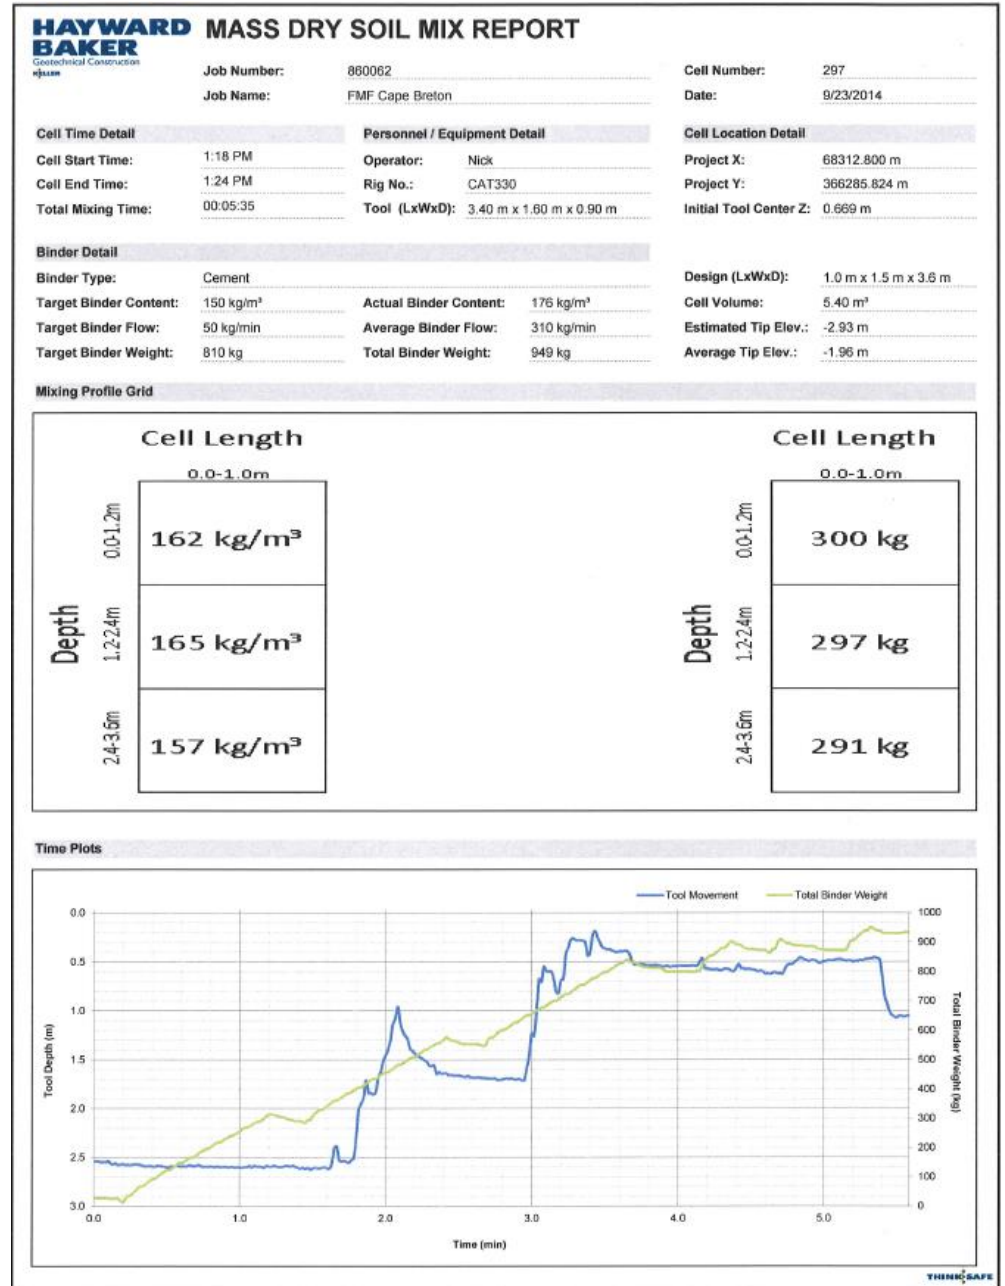 HAYWARD BAKER
Geotechnical Construction
KELLER
MASS DRY SOIL MIX REPORT
Job Number: 860062
Cell Number: 297
Job Name: FMF Cape Breton
Date: 9/23/2014
Cell Time Detail
Personnel / Equipment Detail
Cell Location Detail
Cell Start Time: 1:18 PM
Operator: Nick
Project X: 68312.800 m
Cell End Time: 1:24 PM
Rig No.: CAT330
Project Y: 366285.824 m
Total Mixing Time: 00:05:35
Tool (LxWxD): 3.40 m x 1.60 m x 0.90 m
Initial Tool Center Z: 0.669 m
Binder Detail
Binder Type: Cement
Design (LxWxD): 1.0 m x 1.5 m x 3.6 m
Target Binder Content: 150 kg/m³
Actual Binder Content: 176 kg/m³
Cell Volume: 5.40 m³
Target Binder Flow: 50 kg/min
Average Binder Flow: 310 kg/min
Estimated Tip Elev.: -2.93 m
Target Binder Weight: 810 kg
Total Binder Weight: 949 kg
Average Tip Elev.: -1.96 m
Mixing Profile Grid
Cell Length
0.0-1.0m
Depth
0.0-1.2m
162 kg/m³
1.2-2.4m
165 kg/m³
2.4-3.6m
157 kg/m³
Cell Length
0.0-1.0m
Depth
0.0-1.2m
300 kg
1.2-2.4m
297 kg
2.4-3.6m
291 kg
Time Plots
Tool Movement
Total Binder Weight
Tool Depth (m)
0.0
0.5
1.0
1.5
2.0
2.5
3.0
1000
900
800
700
600
500
400
300
200
100
0
Total Binder Weight (kg)
0.0 1.0 2.0 3.0 4.0 5.0
Time (min)
THINK SAFE